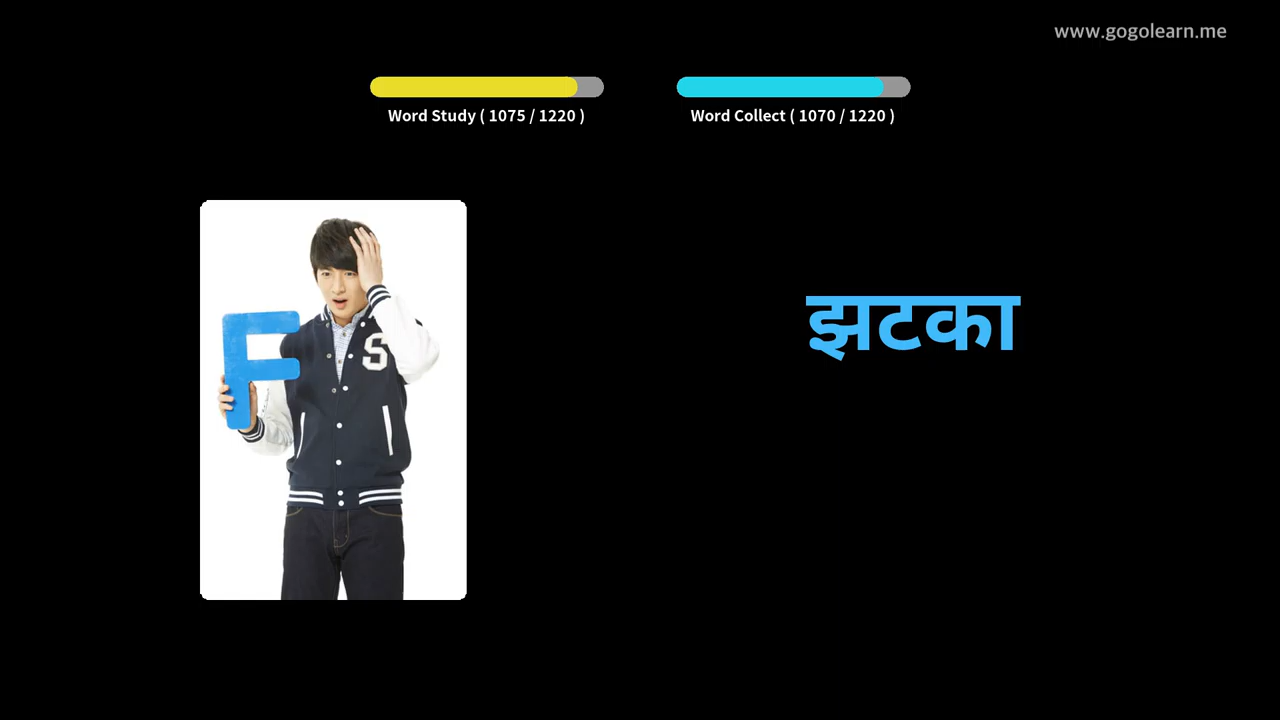 www.gogolearn.me
Word Study ( 1075 / 1220 )
Word Collect ( 1070 / 1220 )
F
S
झटका